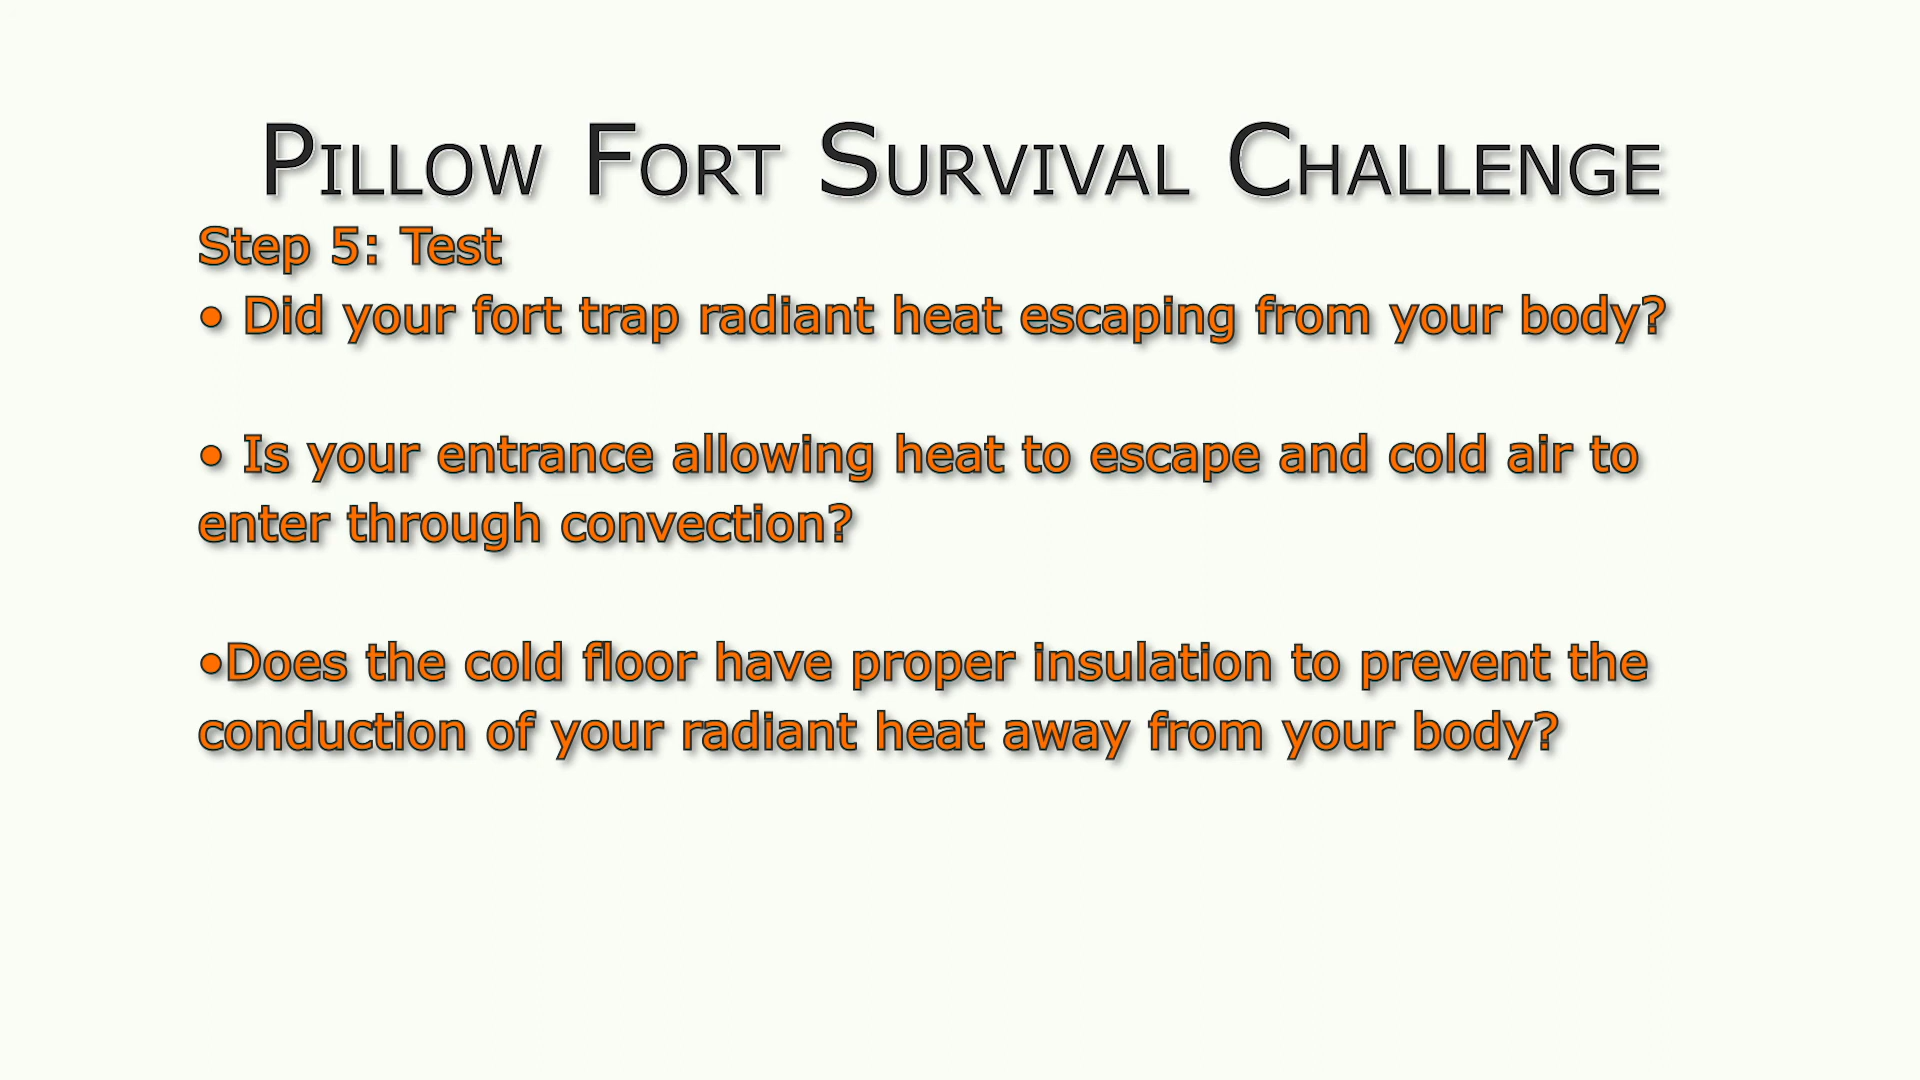 Pillow Fort Survival Challenge
Step 5: Test
• Did your fort trap radiant heat escaping from your body?
• Is your entrance allowing heat to escape and cold air to
enter through convection?
•Does the cold floor have proper insulation to prevent the
conduction of your radiant heat away from your body?